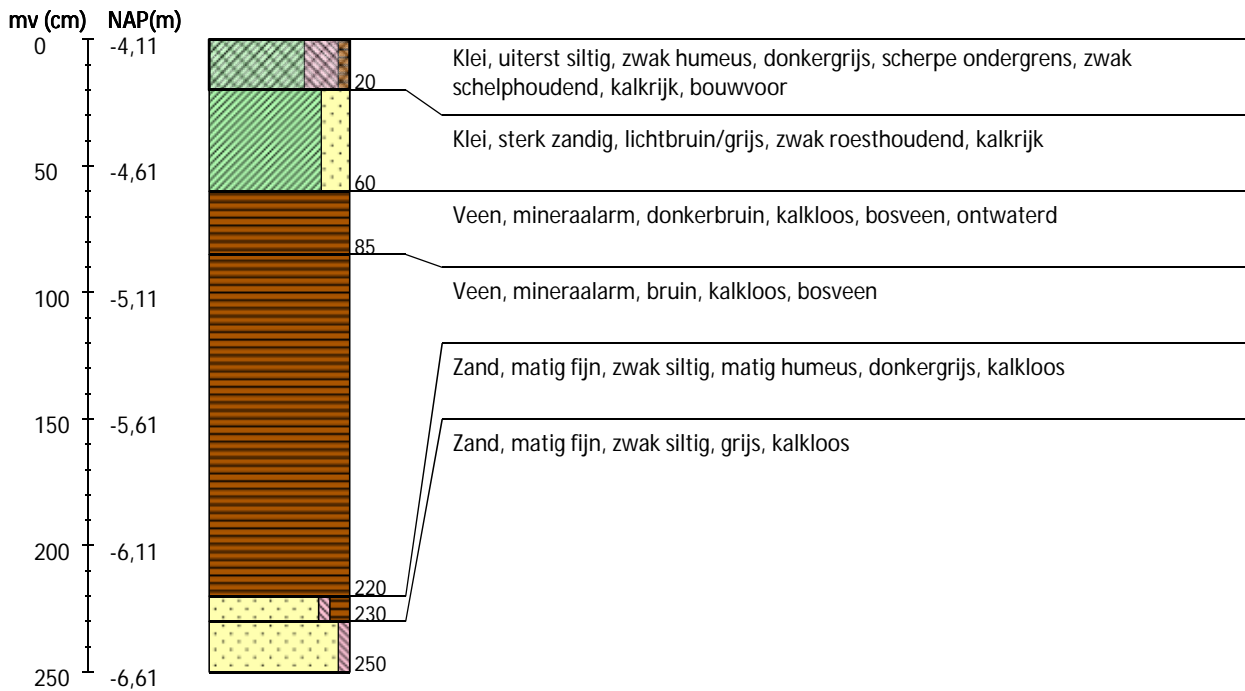 mv (cm) NAP(m)
0 -4,11
Klei, uiterst siltig, zwak humeus, donkergrijs, scherpe ondergrens, zwak
schelphoudend, kalkrijk, bouwvoor
20
Klei, sterk zandig, lichtbruin/grijs, zwak roesthoudend, kalkrijk
50 -4,61
60
Veen, mineraalarm, donkerbruin, kalkloos, bosveen, ontwaterd
85
Veen, mineraalarm, bruin, kalkloos, bosveen
100 -5,11
Zand, matig fijn, zwak siltig, matig humeus, donkergrijs, kalkloos
150 -5,61
Zand, matig fijn, zwak siltig, grijs, kalkloos
200 -6,11
220
230
250
250 -6,61